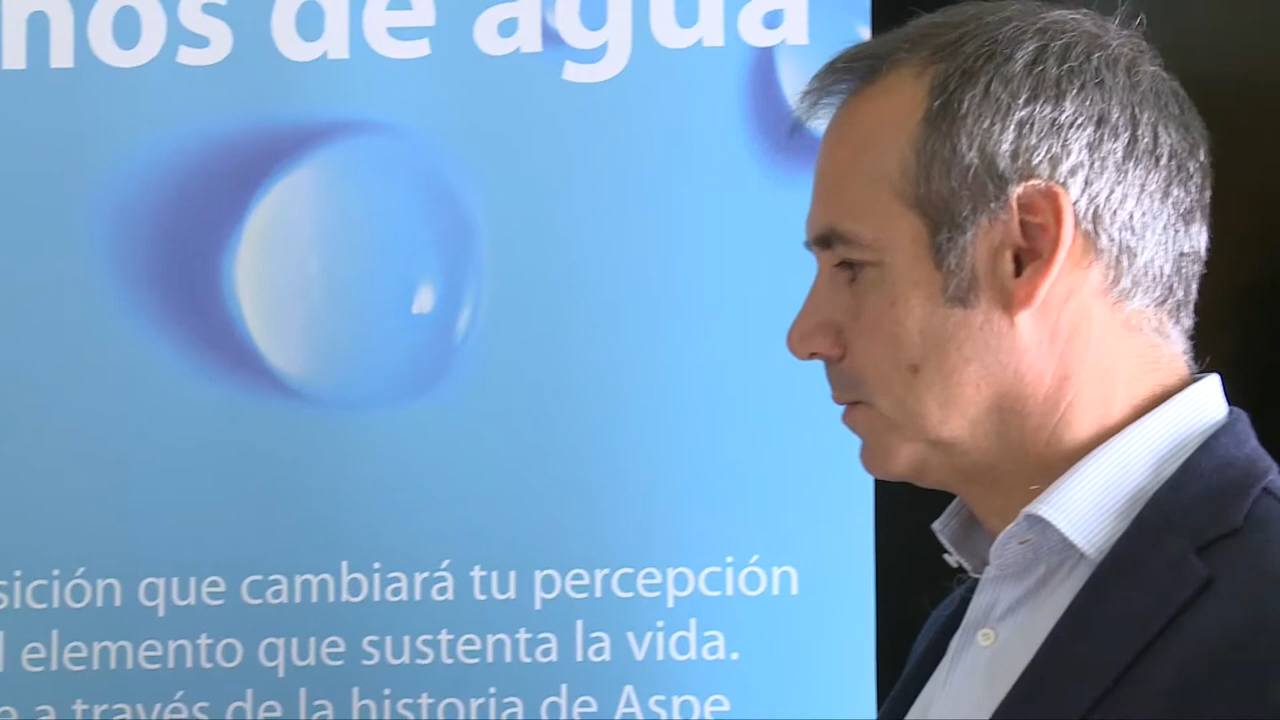 nos de agua
sición que cambiará tu percepción
l elemento que sustenta la vida.
e a través de la historia de Aspe